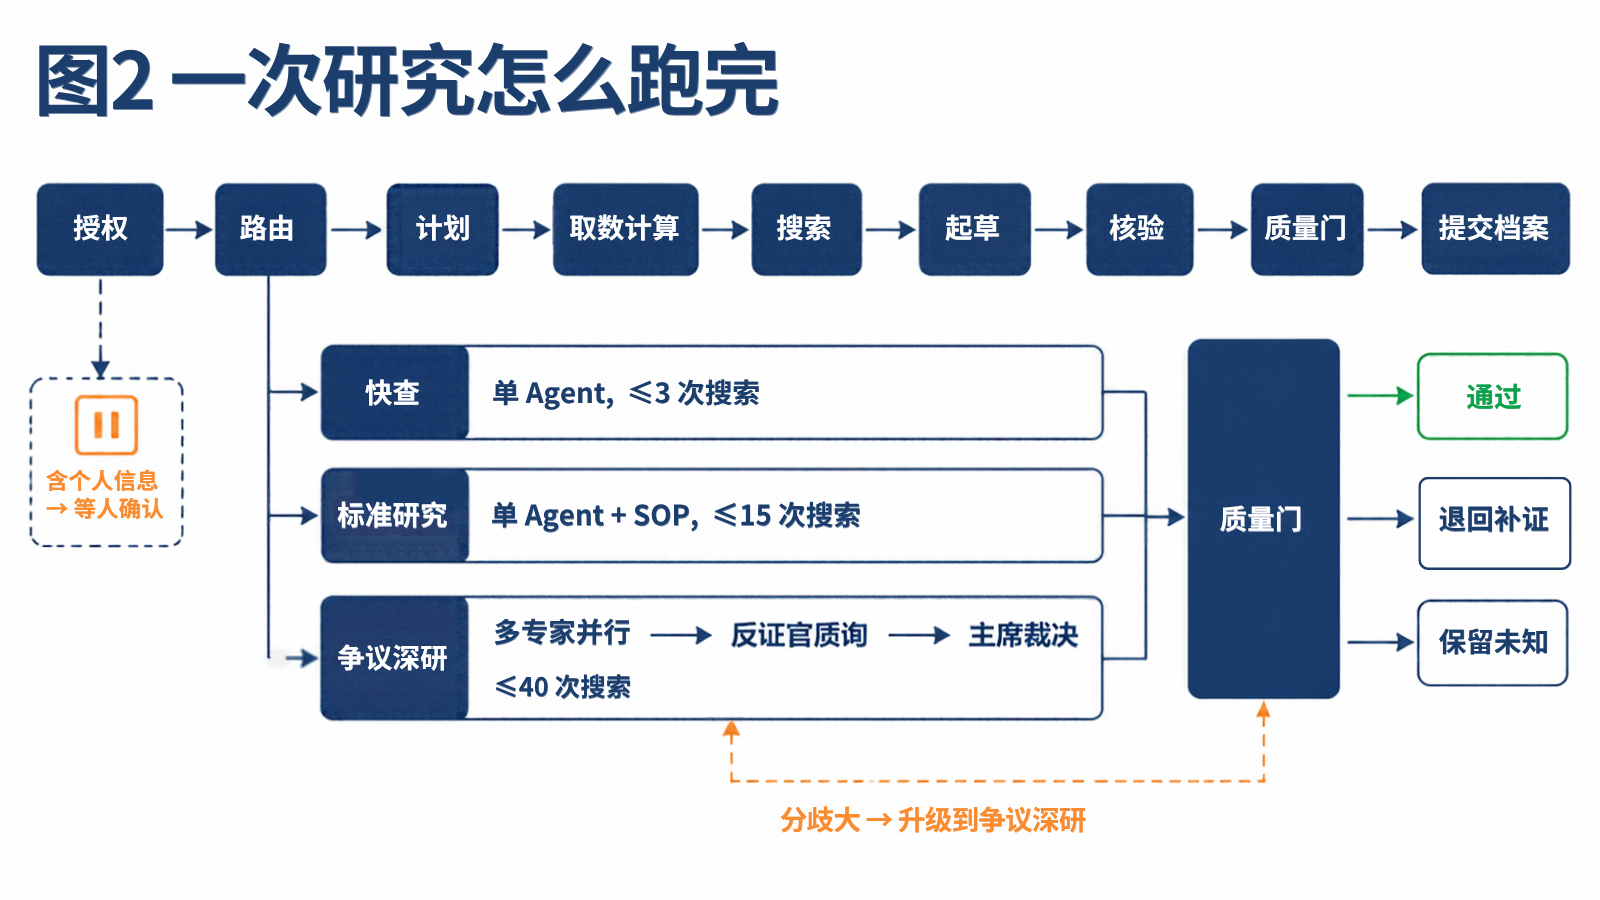 图2 一次研究怎么跑完
授权
路由
计划
取数计算
搜索
起草
核验
质量门
提交档案
含个人信息
→ 等人确认
快查
单 Agent, ≤3 次搜索
标准研究
单 Agent + SOP, ≤15 次搜索
争议深研
多专家并行
反证官质询
主席裁决
≤40 次搜索
质量门
通过
退回补证
保留未知
分歧大 → 升级到争议深研